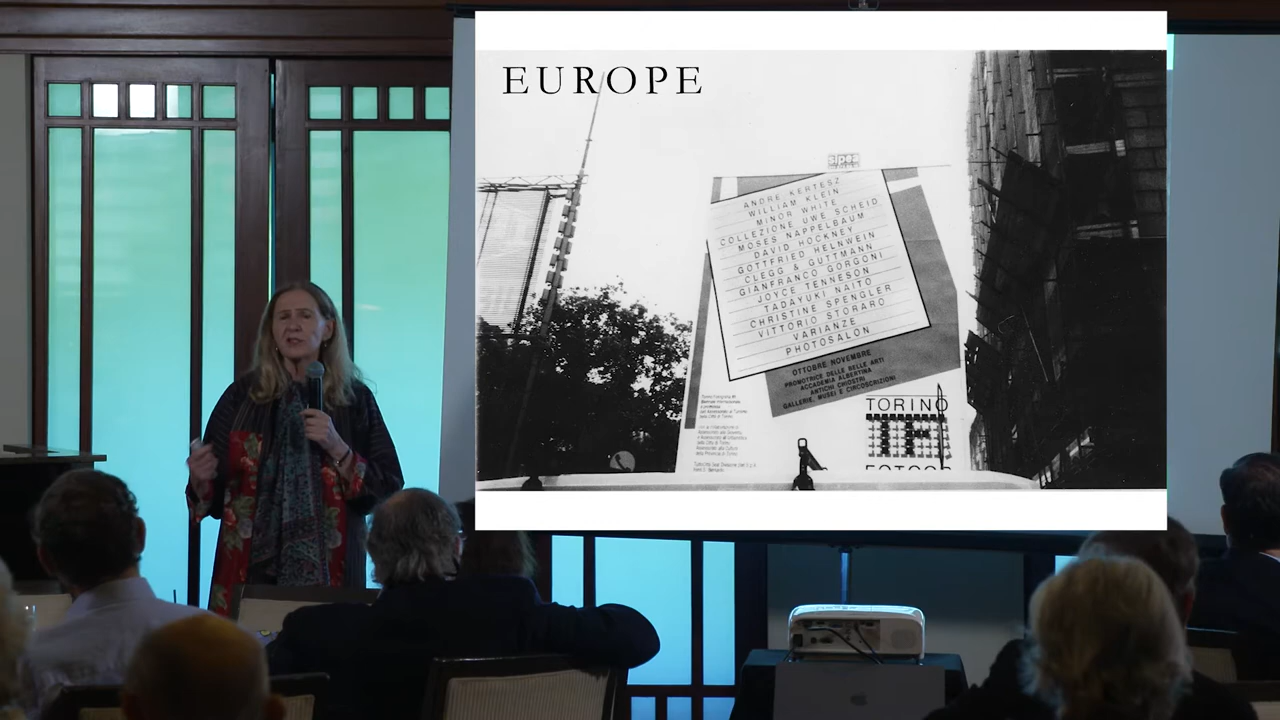 EUROPE
sipea
ANDRE KERTESZ
WILLIAM KLEIN
MINOR WHITE
COLLEZIONE UWE SCHEID
MOSES NAPPELBAUM
DAVID HOCKNEY
GOTTFRIED HELNWEIN
CLEGG & GUTTMANN
GIANFRANCO GORGONI
JOYCE TENNESON
TADAYUKI NAITO
CHRISTINE SPENGLER
VITTORIO STORARO
VARIANZE
PHOTOSALON
OTTOBRE NOVEMBRE
PROMOTRICE DELLE BELLE ARTI
ACCADEMIA ALBERTINA
ANTICHI CHIOSTRI
GALLERIE, MUSEI E CIRCOSCRIZIONI
TORINO